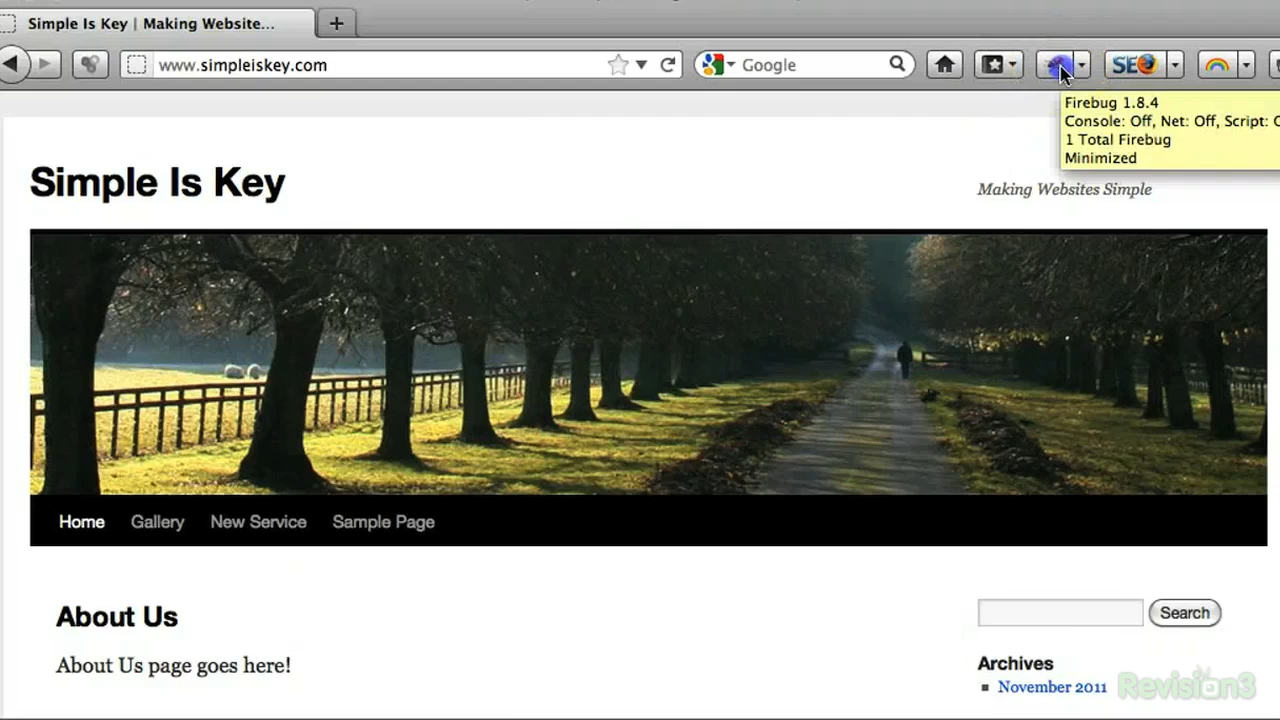 Simple Is Key | Making Website...
www.simpleiskey.com
Google
SEO
Firebug 1.8.4
Console: Off, Net: Off, Script:
1 Total Firebug
Minimized
Simple Is Key
Making Websites Simple
Home Gallery New Service Sample Page
About Us
Search
About Us page goes here!
Archives
November 2011
Revision3